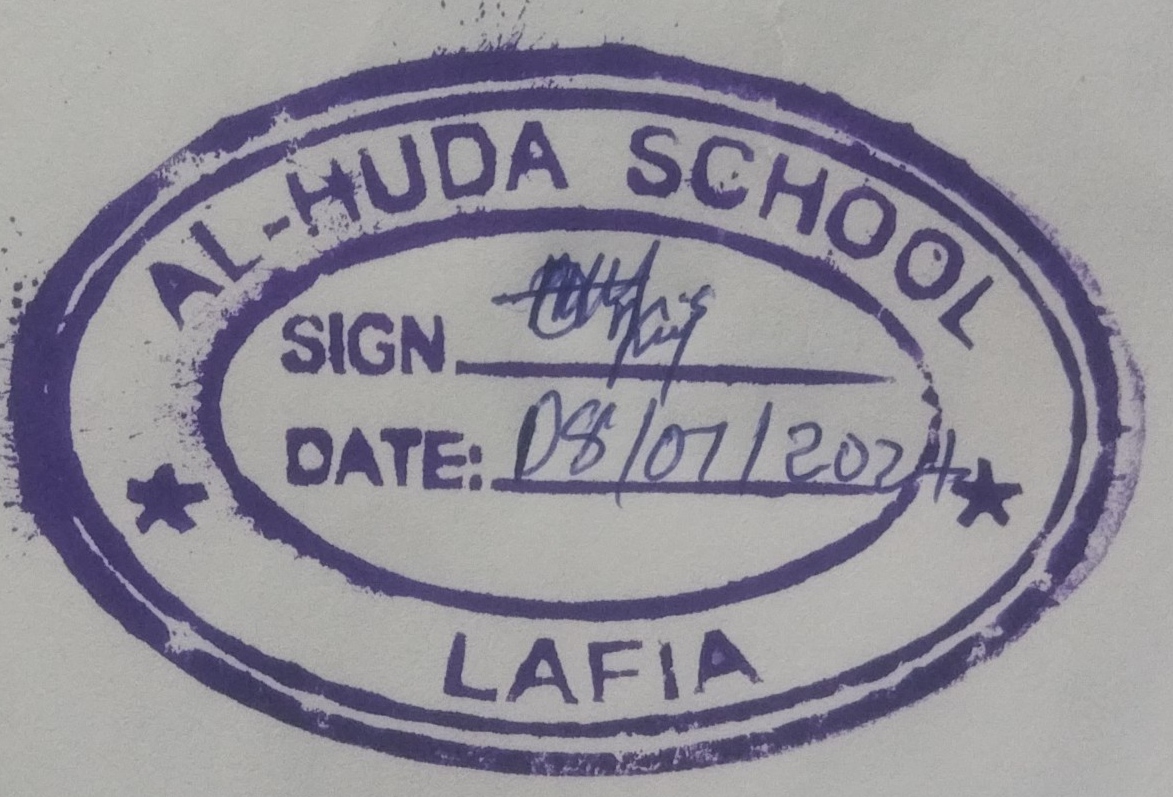 AL-HUDA SCHOOL
SIGN
DATE: 08/07/2024
LAFIA